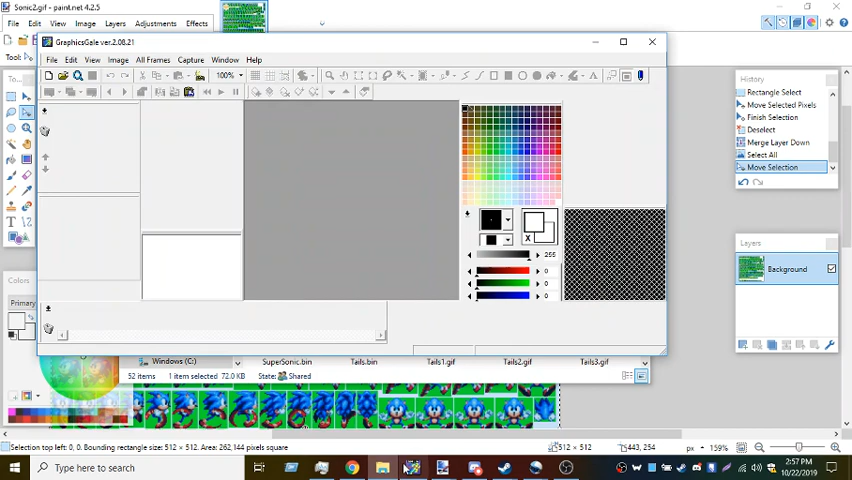 Sonic2.gif - paint.net 4.2.5
File Edit View Image Layers Adjustments Effects
Tool:
GraphicsGale ver.2.08.21
File Edit View Image All Frames Capture Window Help
100%
255
0
0
0
History
Rectangle Select
Move Selected Pixels
Finish Selection
Deselect
Merge Layer Down
Select All
Move Selection
Layers
Background
Colors
Primary
Windows (C:) SuperSonic.bin Tails.bin Tails1.gif Tails2.gif Tails3.gif
52 items 1 item selected 72.0 KB State: Shared
Selection top left: 0, 0. Bounding rectangle size: 512 × 512. Area: 262,144 pixels square 512 × 512 443, 254 px 159%
Type here to search
2:57 PM
10/22/2019